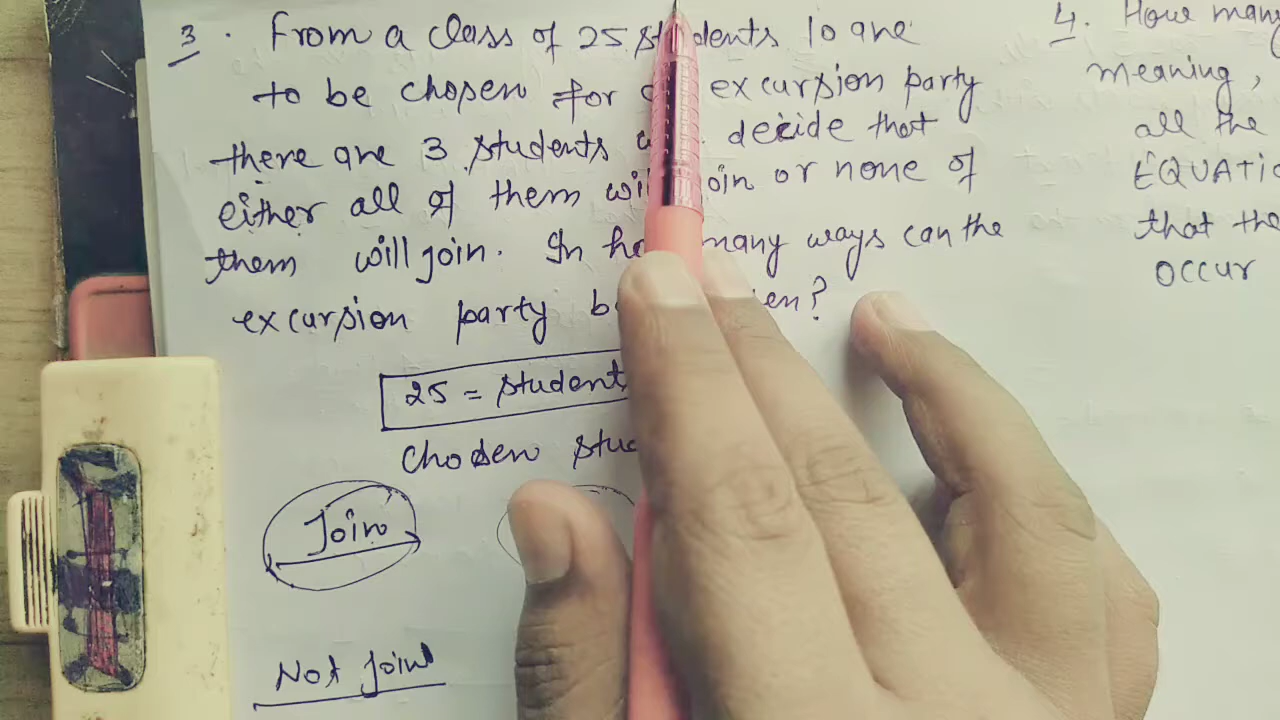 3. From a class of 25 students 10 are
to be chosen for excursion party
there are 3 students decide that
either all of them will join or none of
them will join. In many ways can the
excursion party
25 = student
chosen
Join
Not join
4. How many
meaning,
all the
that the
occur